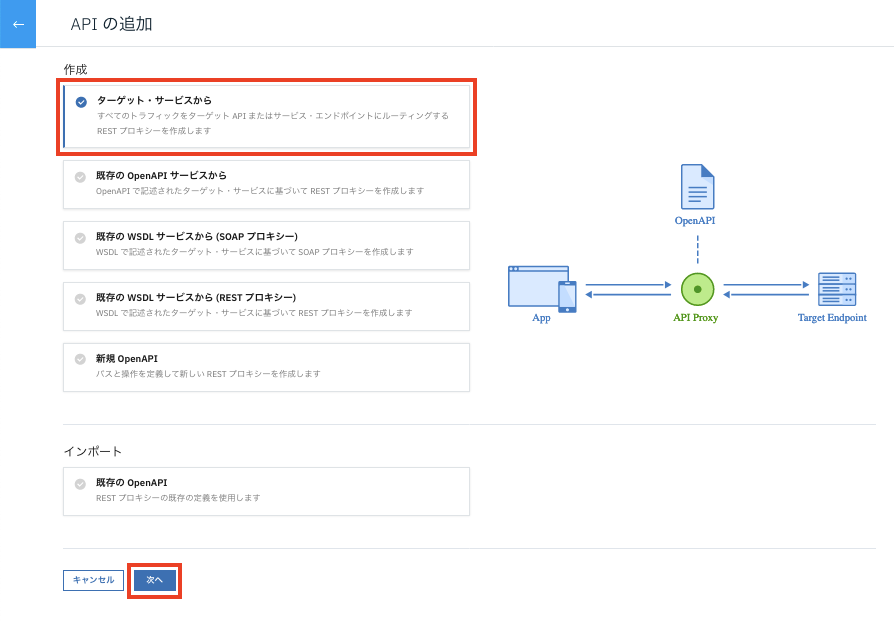 ←
API の追加
作成
ターゲット・サービスから
すべてのトラフィックをターゲット API またはサービス・エンドポイントにルーティングする
REST プロキシーを作成します
既存の OpenAPI サービスから
OpenAPI で記述されたターゲット・サービスに基づいて REST プロキシーを作成します
既存の WSDL サービスから (SOAP プロキシー)
WSDL で記述されたターゲット・サービスに基づいて SOAP プロキシーを作成します
既存の WSDL サービスから (REST プロキシー)
WSDL で記述されたターゲット・サービスに基づいて REST プロキシーを作成します
新規 OpenAPI
パスと操作を定義して新しい REST プロキシーを作成します
OpenAPI
App
API Proxy
Target Endpoint
インポート
既存の OpenAPI
REST プロキシーの既存の定義を使用します
キャンセル
次へ